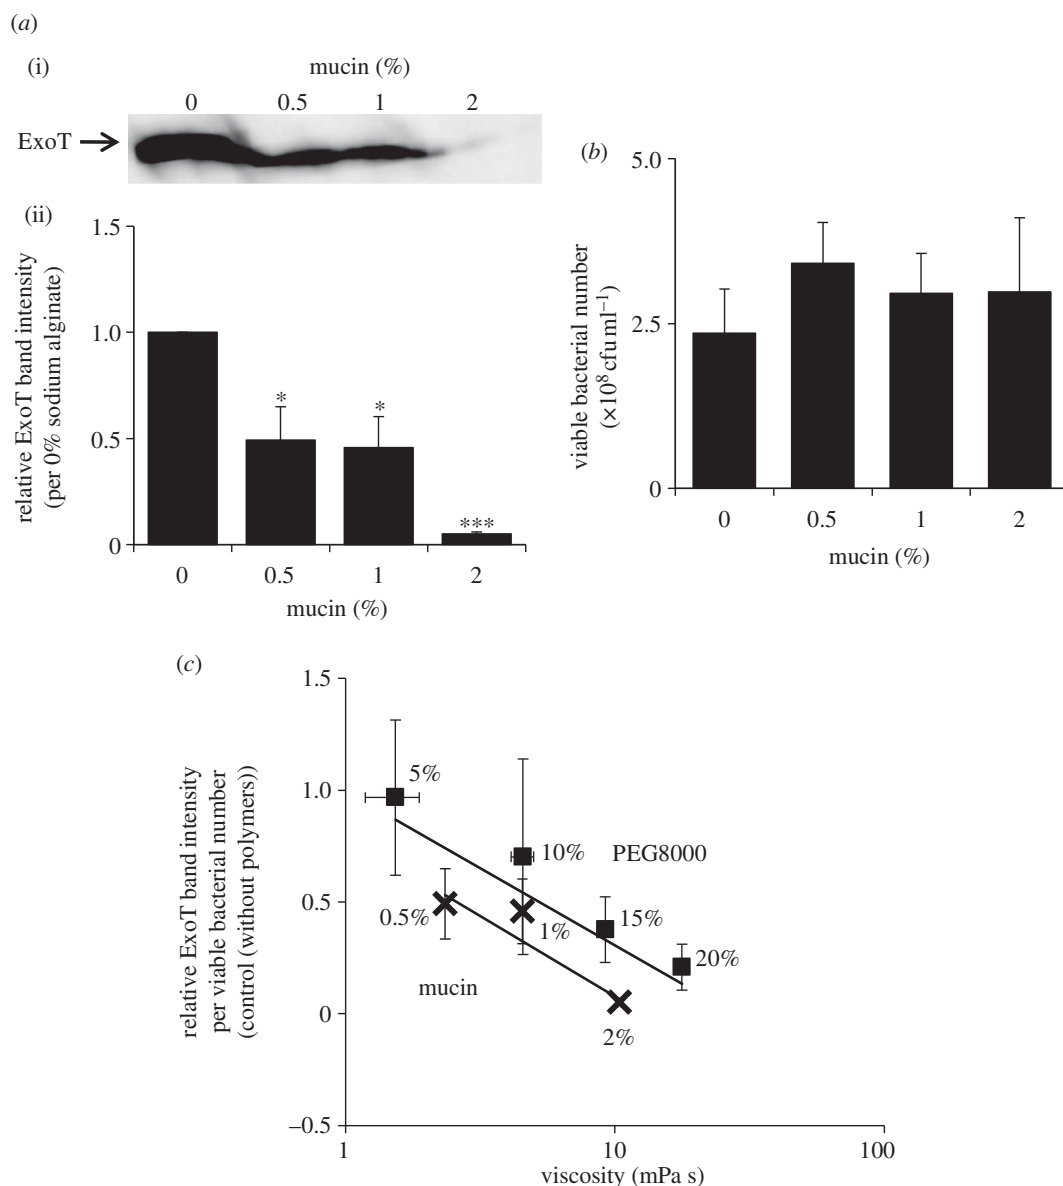 (a)
(i)
mucin (%)
0 0.5 1 2
ExoT
(ii)
1.5
1.0
0.5
0
relative ExoT band intensity
(per 0% sodium alginate)
*
*
***
0 0.5 1 2
mucin (%)
(b)
5.0
2.5
0
viable bacterial number
(×10⁸ cfu ml⁻¹)
0 0.5 1 2
mucin (%)
(c)
1.5
1.0
0.5
0
–0.5
relative ExoT band intensity
per viable bacterial number
(control (without polymers))
5%
10% PEG8000
0.5%
1%
15%
20%
mucin
2%
1 10 100
viscosity (mPa s)